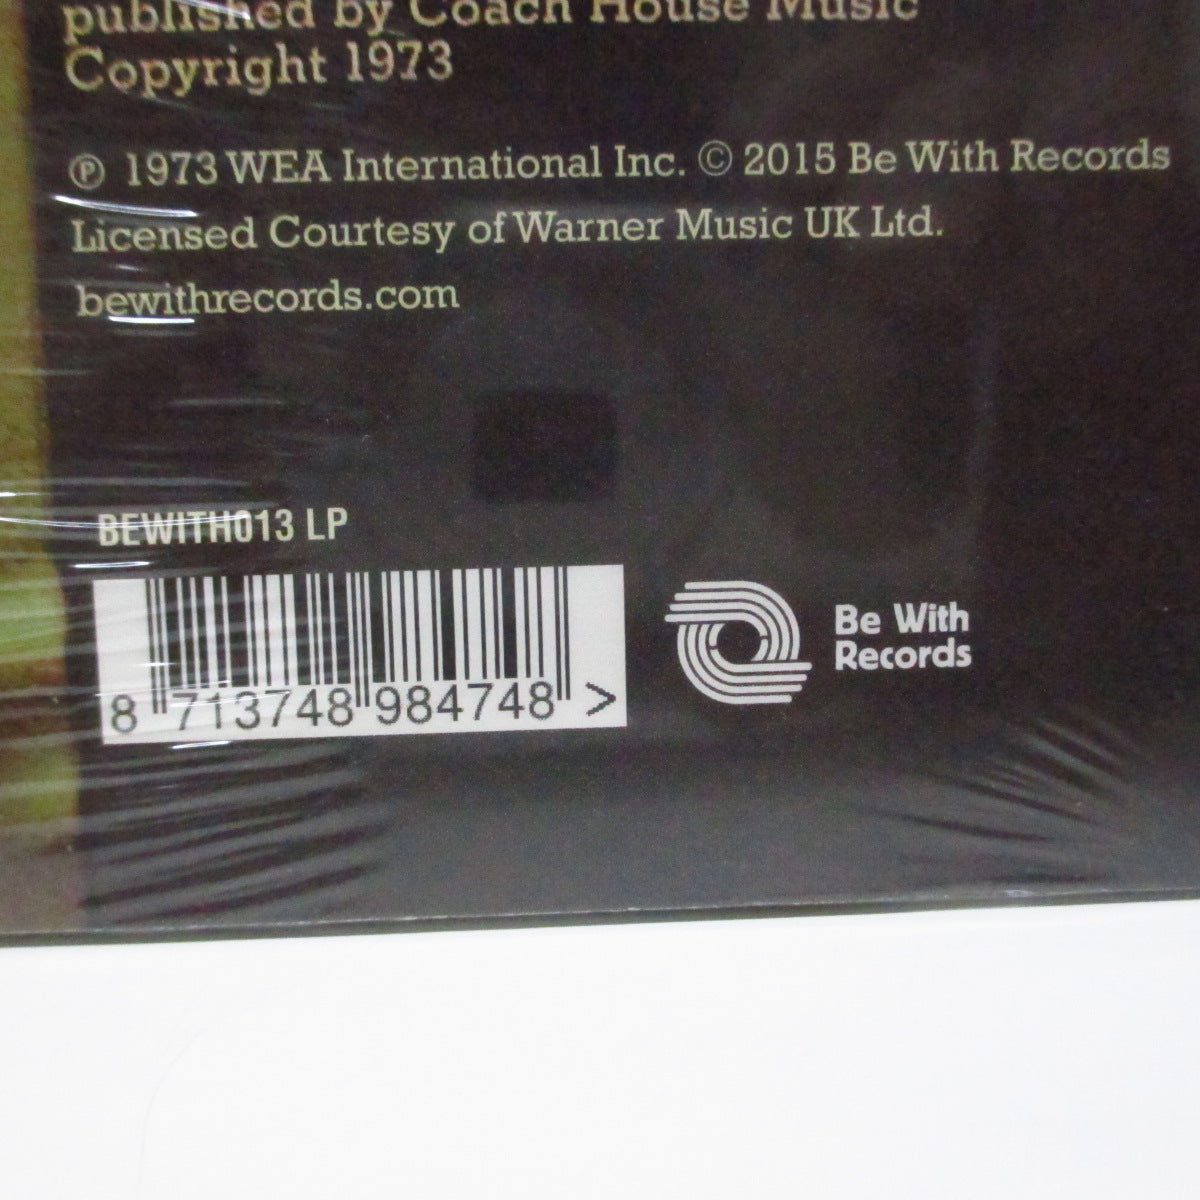 published by Coach House Music
Copyright 1973
℗ 1973 WEA International Inc. © 2015 Be With Records
Licensed Courtesy of Warner Music UK Ltd.
bewithrecords.com
BEWITH013 LP
8 713748 984748 >
Be With
Records